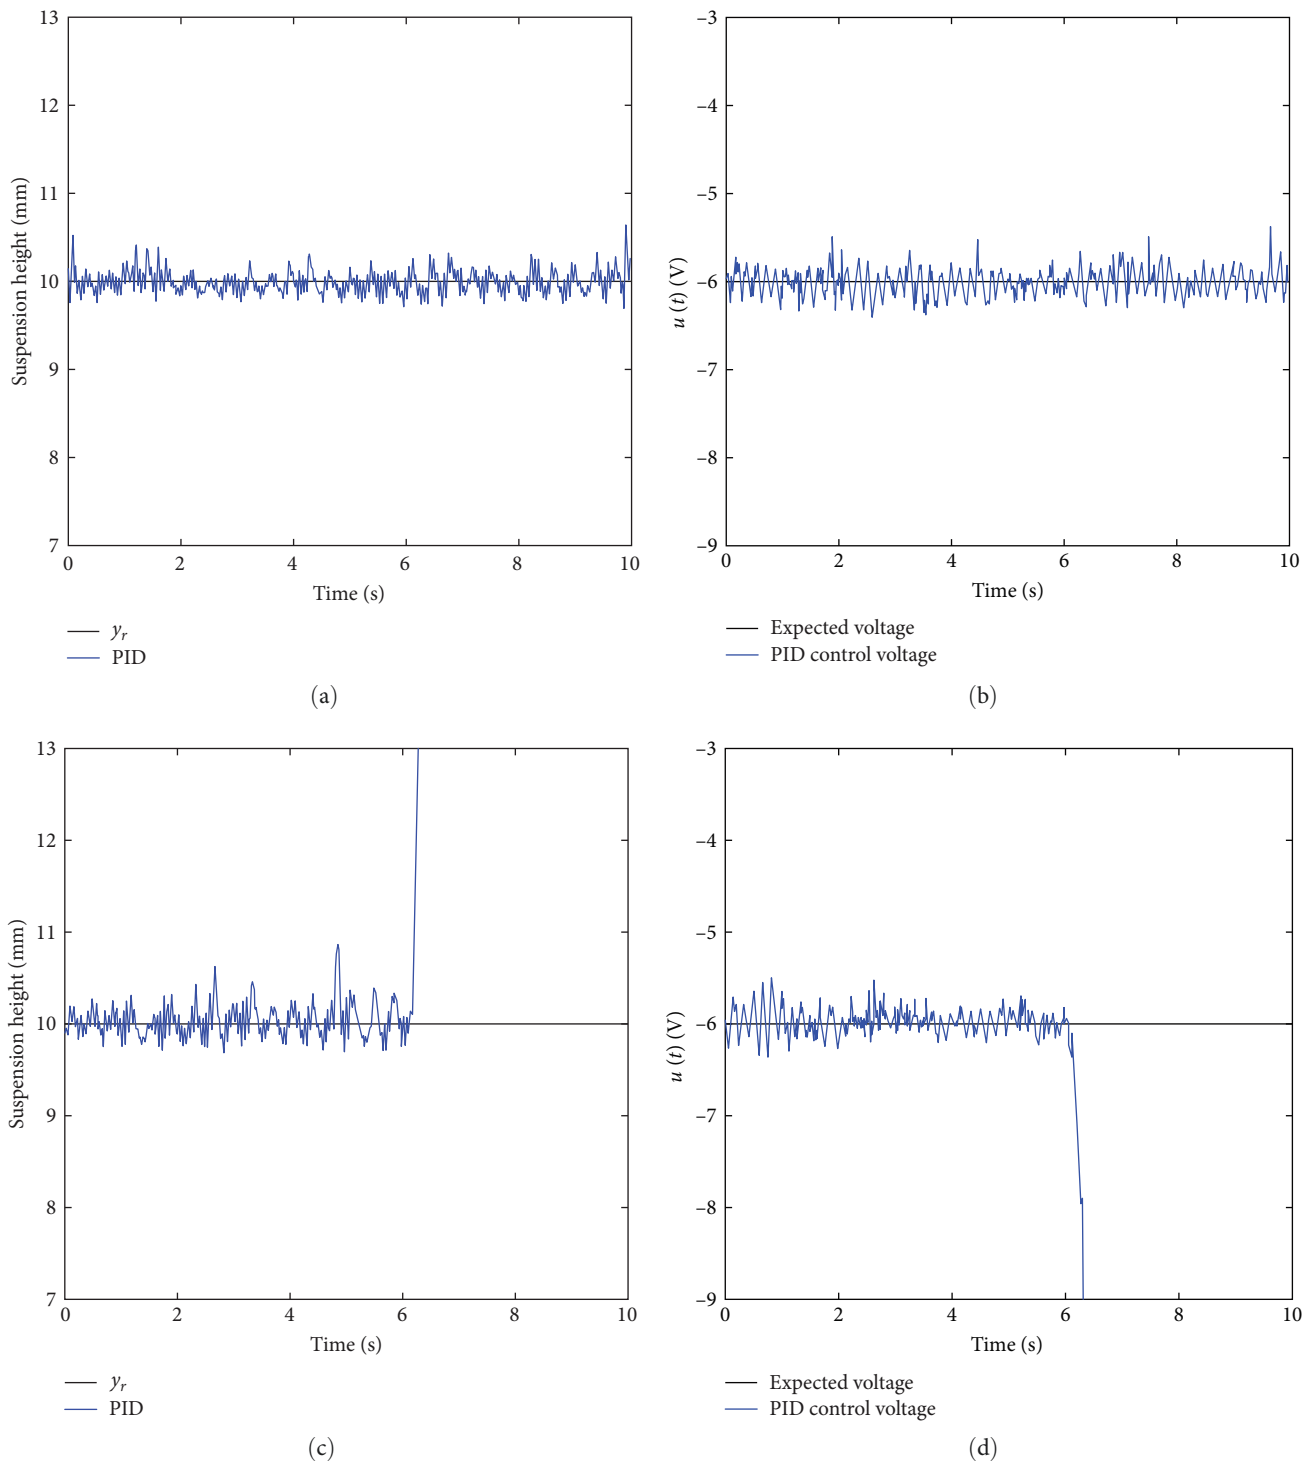 13
12
11
10
9
8
7
Suspension height (mm)
0 2 4 6 8 10
Time (s)
y_r
PID
(a)
–3
–4
–5
–6
–7
–8
–9
u (t) (V)
0 2 4 6 8 10
Time (s)
Expected voltage
PID control voltage
(b)
13
12
11
10
9
8
7
Suspension height (mm)
0 2 4 6 8 10
Time (s)
y_r
PID
(c)
–3
–4
–5
–6
–7
–8
–9
u (t) (V)
0 2 4 6 8 10
Time (s)
Expected voltage
PID control voltage
(d)